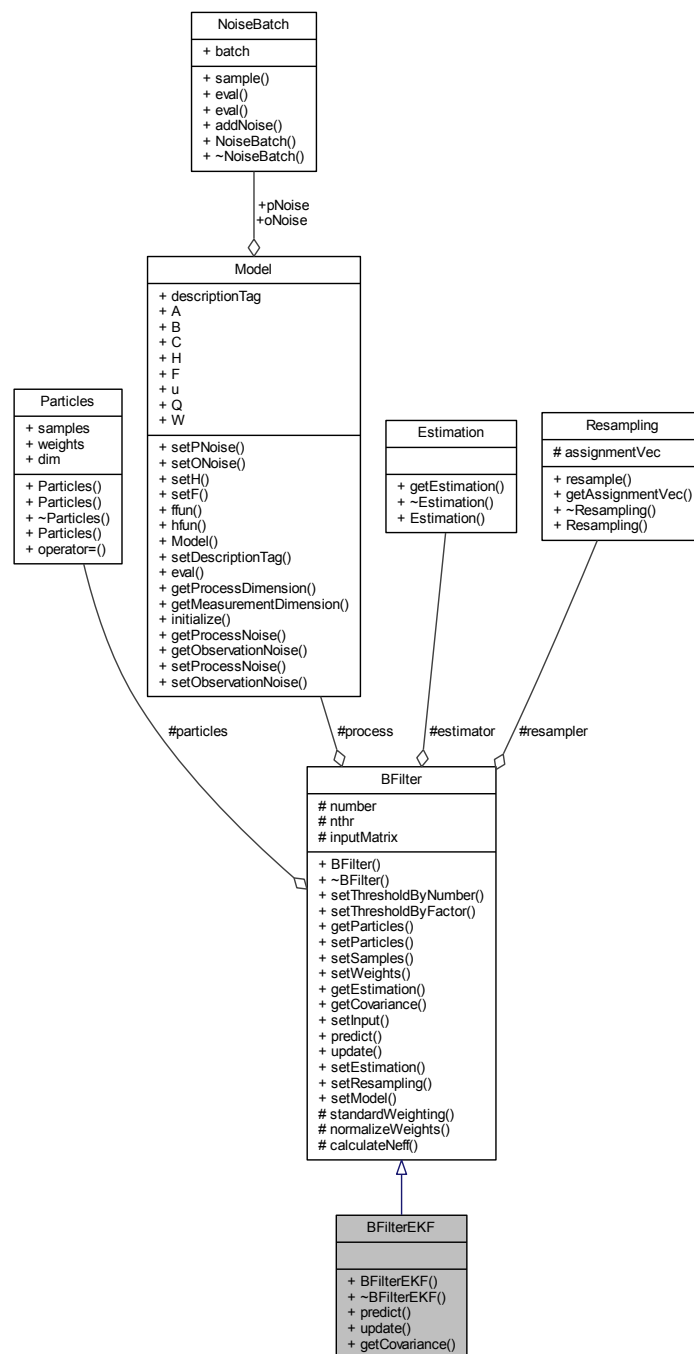 NoiseBatch
+ batch
+ sample()
+ eval()
+ eval()
+ addNoise()
+ NoiseBatch()
+ ~NoiseBatch()
+pNoise
+oNoise
Model
+ descriptionTag
+ A
+ B
+ C
+ H
+ F
+ u
+ Q
+ W
+ setPNoise()
+ setONoise()
+ setH()
+ setF()
+ ffun()
+ hfun()
+ Model()
+ setDescriptionTag()
+ eval()
+ getProcessDimension()
+ getMeasurementDimension()
+ initialize()
+ getProcessNoise()
+ getObservationNoise()
+ setProcessNoise()
+ setObservationNoise()
Particles
+ samples
+ weights
+ dim
+ Particles()
+ Particles()
+ ~Particles()
+ Particles()
+ operator=()
Estimation
+ getEstimation()
+ ~Estimation()
+ Estimation()
Resampling
# assignmentVec
+ resample()
+ getAssignmentVec()
+ ~Resampling()
+ Resampling()
#particles
#process
#estimator
#resampler
BFilter
# number
# nthr
# inputMatrix
+ BFilter()
+ ~BFilter()
+ setThresholdByNumber()
+ setThresholdByFactor()
+ getParticles()
+ setParticles()
+ setSamples()
+ setWeights()
+ getEstimation()
+ getCovariance()
+ setInput()
+ predict()
+ update()
+ setEstimation()
+ setResampling()
+ setModel()
# standardWeighting()
# normalizeWeights()
# calculateNeff()
BFilterEKF
+ BFilterEKF()
+ ~BFilterEKF()
+ predict()
+ update()
+ getCovariance()